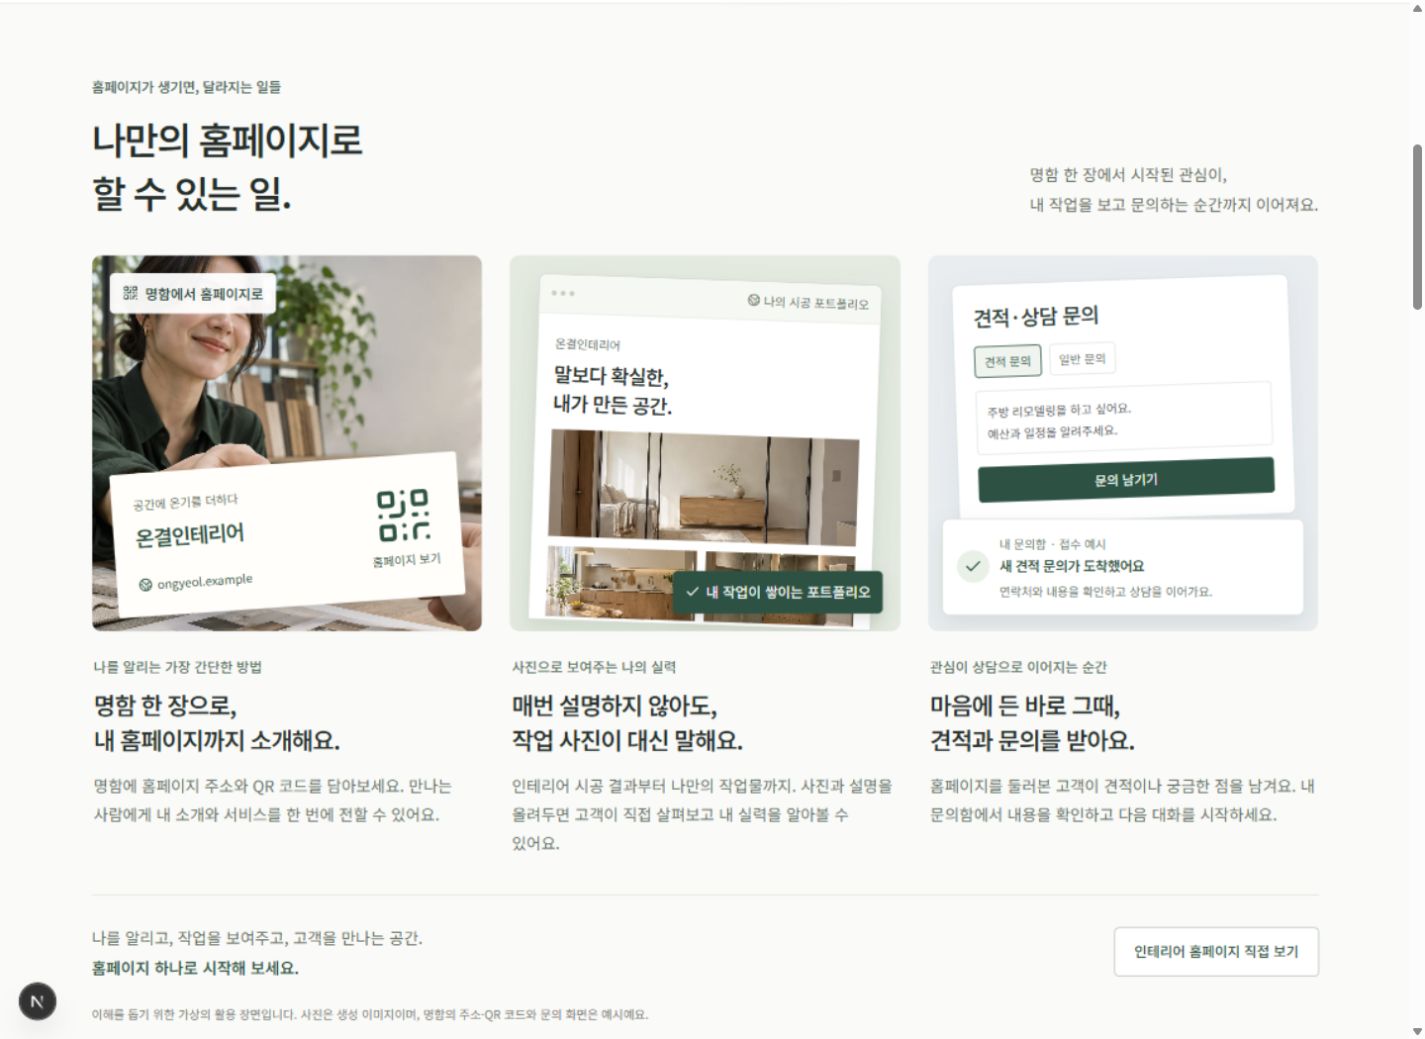 홈페이지가 생기면, 달라지는 일들
나만의 홈페이지로
할 수 있는 일.
명함 한 장에서 시작된 관심이,
내 작업을 보고 문의하는 순간까지 이어져요.
명함에서 홈페이지로
공간에 온기를 더하다
온결인테리어
ongyeol.example
홈페이지 보기
나의 시공 포트폴리오
온결인테리어
말보다 확실한,
내가 만든 공간.
내 작업이 쌓이는 포트폴리오
견적·상담 문의
견적 문의
일반 문의
주방 리모델링을 하고 싶어요.
예산과 일정을 알려주세요.
문의 남기기
내 문의함 · 접수 예시
새 견적 문의가 도착했어요
연락처와 내용을 확인하고 상담을 이어가요.
나를 알리는 가장 간단한 방법
명함 한 장으로,
내 홈페이지까지 소개해요.
명함에 홈페이지 주소와 QR 코드를 담아보세요. 만나는
사람에게 내 소개와 서비스를 한 번에 전할 수 있어요.
사진으로 보여주는 나의 실력
매번 설명하지 않아도,
작업 사진이 대신 말해요.
인테리어 시공 결과부터 나만의 작업물까지. 사진과 설명을
올려두면 고객이 직접 살펴보고 내 실력을 알아볼 수
있어요.
관심이 상담으로 이어지는 순간
마음에 든 바로 그때,
견적과 문의를 받아요.
홈페이지를 둘러본 고객이 견적이나 궁금한 점을 남겨요. 내
문의함에서 내용을 확인하고 다음 대화를 시작하세요.
나를 알리고, 작업을 보여주고, 고객을 만나는 공간.
홈페이지 하나로 시작해 보세요.
인테리어 홈페이지 직접 보기
N
이해를 돕기 위한 가상의 활용 장면입니다. 사진은 생성 이미지이며, 명함의 주소·QR 코드와 문의 화면은 예시예요.